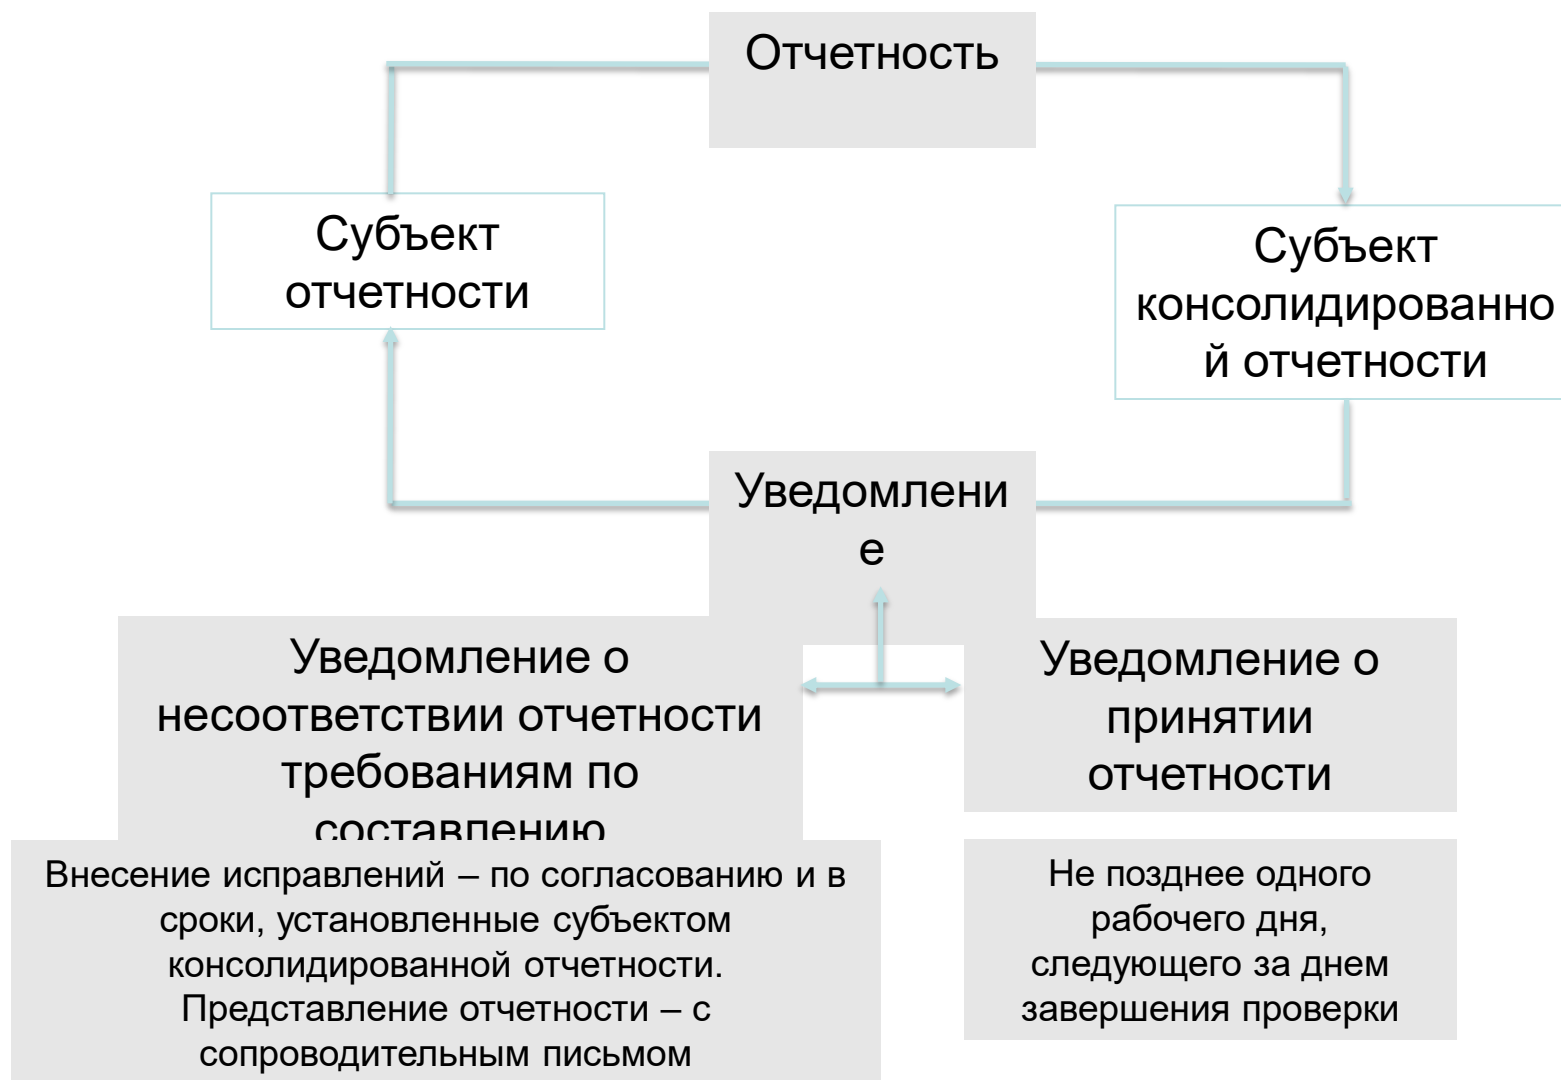 Отчетность
Субъект
отчетности
Субъект
консолидированно
й отчетности
Уведомлени
е
Уведомление о
несоответствии отчетности
требованиям по
составлению
Уведомление о
принятии
отчетности
Внесение исправлений – по согласованию и в
сроки, установленные субъектом
консолидированной отчетности.
Представление отчетности – с
сопроводительным письмом
Не позднее одного
рабочего дня,
следующего за днем
завершения проверки